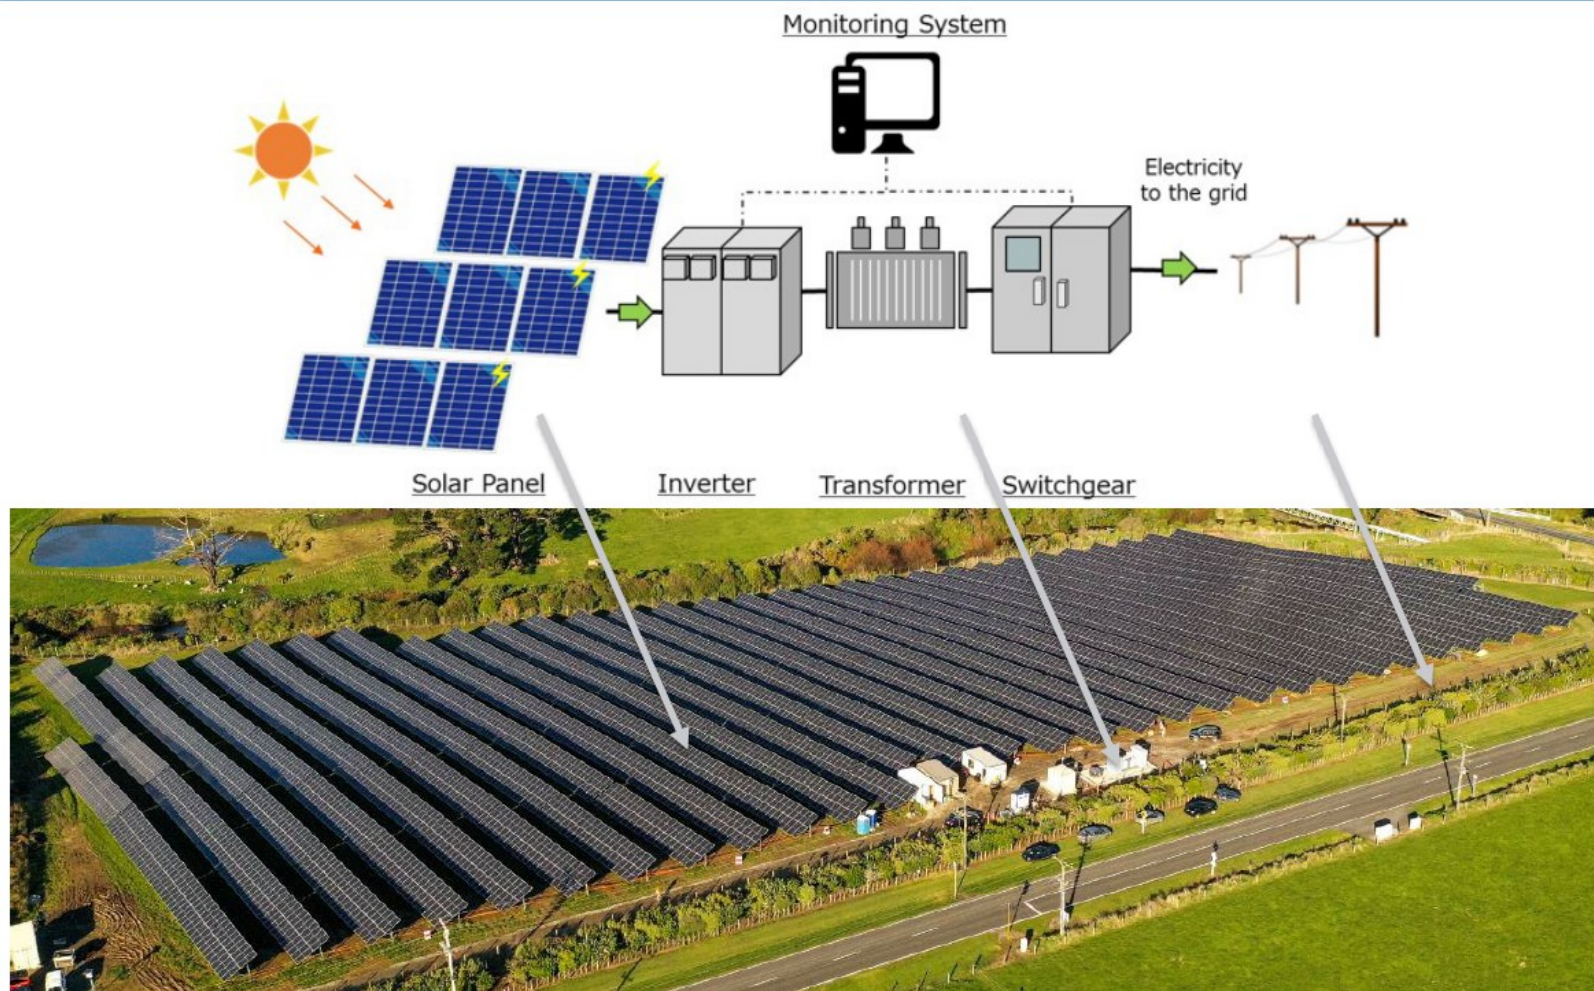 Monitoring System
Electricity
to the grid
Solar Panel
Inverter
Transformer
Switchgear